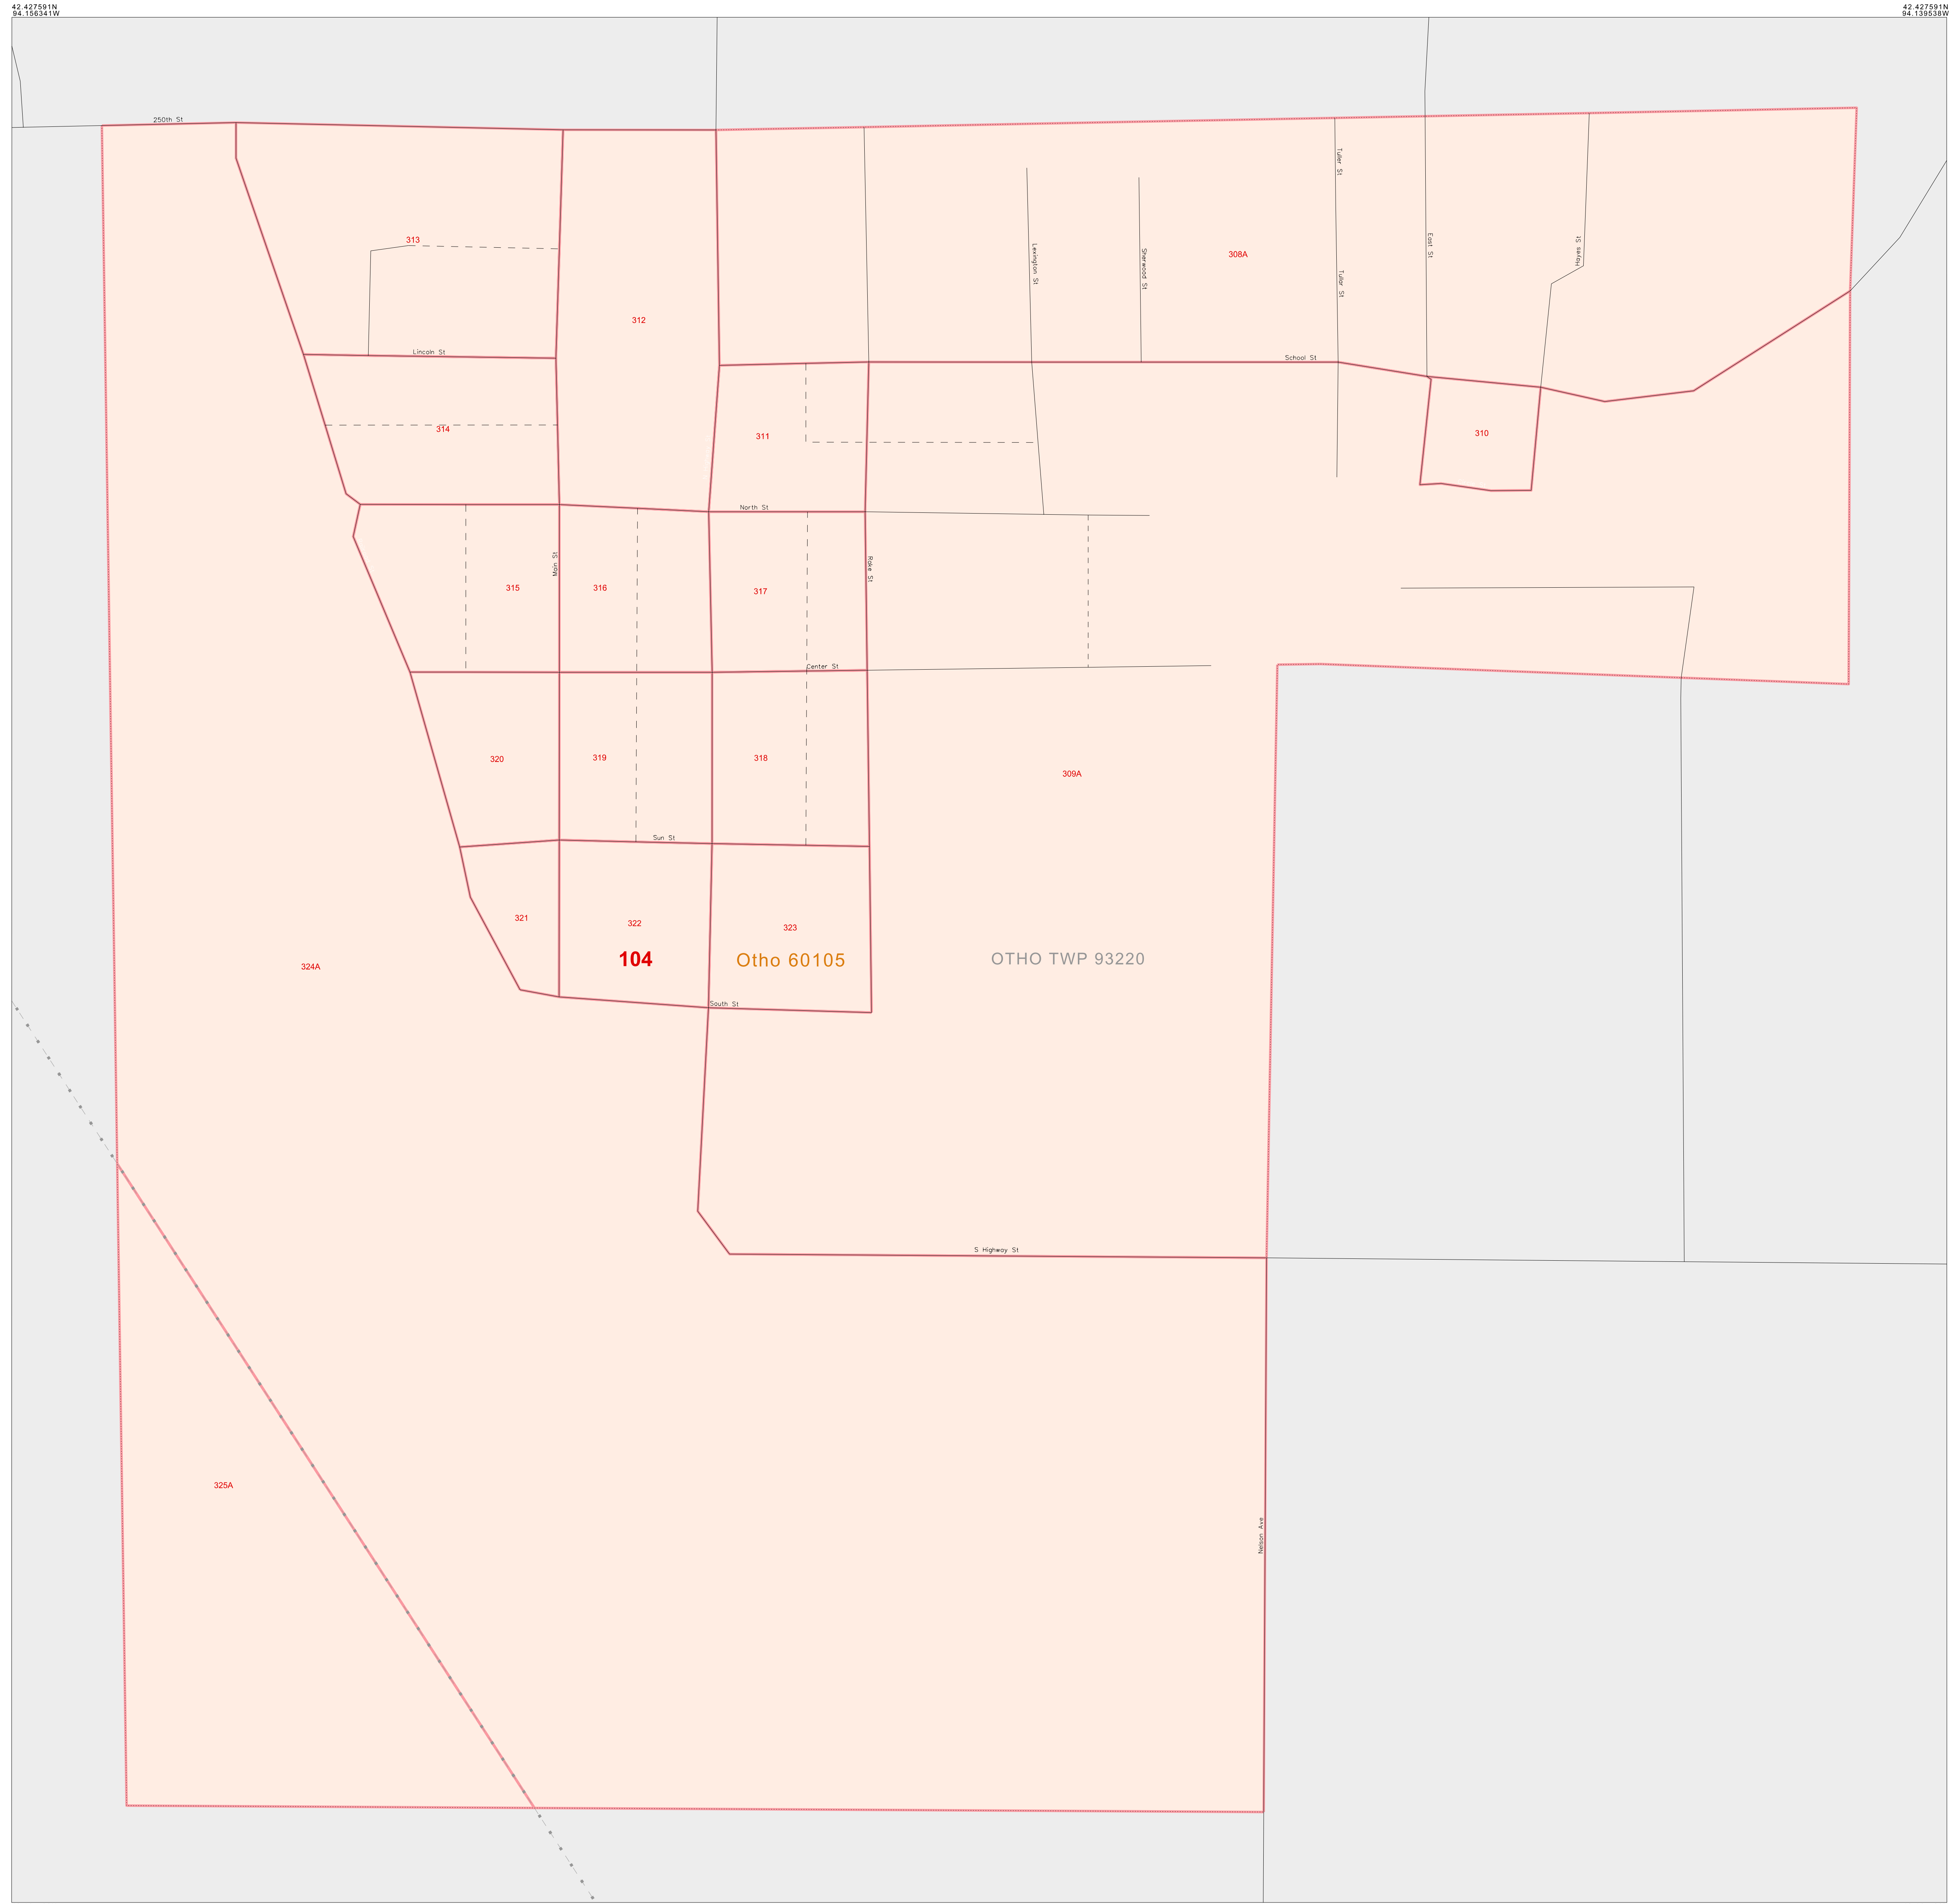 42.427591N
94.156341W
42.427591N
94.139538W
250th St
Tuller St
East St
Hayes St
313
Lexington St
Sherwood St
308A
Tullar St
312
Lincoln St
School St
314
311
310
North St
Main St
Rake St
315
316
317
Center St
320
319
318
309A
Sun St
321
322
323
104
Otho 60105
OTHO TWP 93220
324A
South St
S Highway St
325A
Nelson Ave